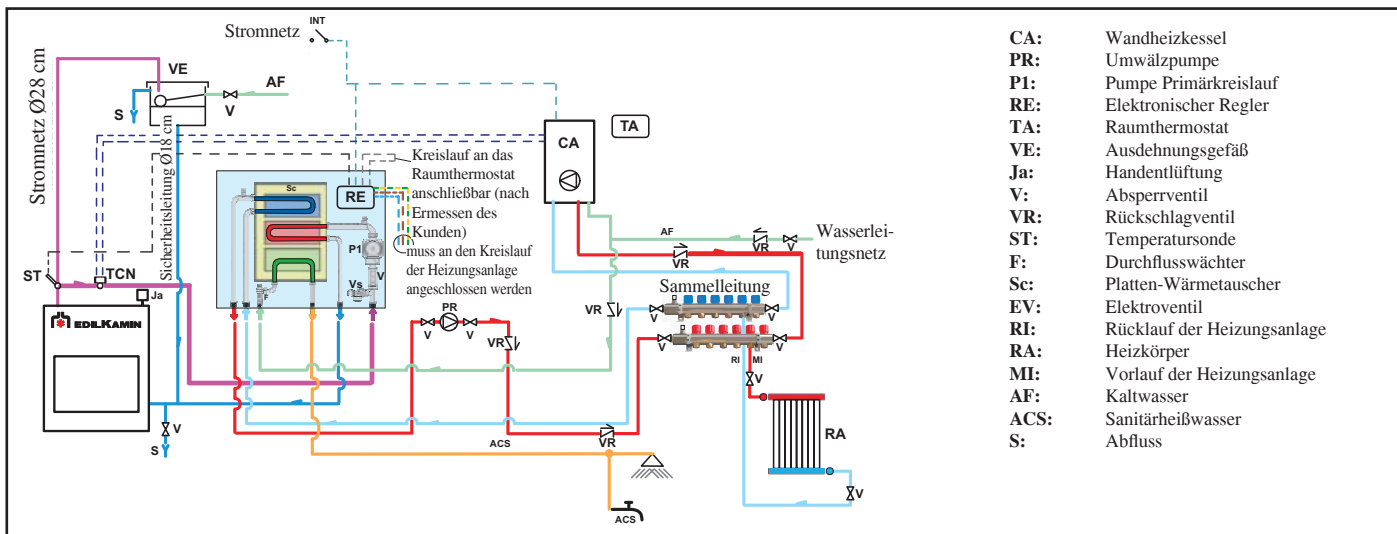 INT
Stromnetz
VE
AF
S
V
Stromnetz Ø28 cm
Sicherheitsleitung Ø18 cm
CA
TA
Kreislauf an das
Raumthermostat
anschließbar (nach
Ermessen des
Kunden)
muss an den Kreislauf
der Heizungsanlage
angeschlossen werden
Sc
RE
P1
V
Vs
F
ST
TCN
Ja
EDILKAMIN
AF
VR
V
Wasserlei-
tungsnetz
VR
Sammelleitung
VR
PR
V
V
VR
V
V
V
V
RI
MI
V
RA
V
V
S
ACS
VR
ACS
CA: Wandheizkessel
PR: Umwälzpumpe
P1: Pumpe Primärkreislauf
RE: Elektronischer Regler
TA: Raumthermostat
VE: Ausdehnungsgefäß
Ja: Handentlüftung
V: Absperrventil
VR: Rückschlagventil
ST: Temperatursonde
F: Durchflusswächter
Sc: Platten-Wärmetauscher
EV: Elektroventil
RI: Rücklauf der Heizungsanlage
RA: Heizkörper
MI: Vorlauf der Heizungsanlage
AF: Kaltwasser
ACS: Sanitärheißwasser
S: Abfluss